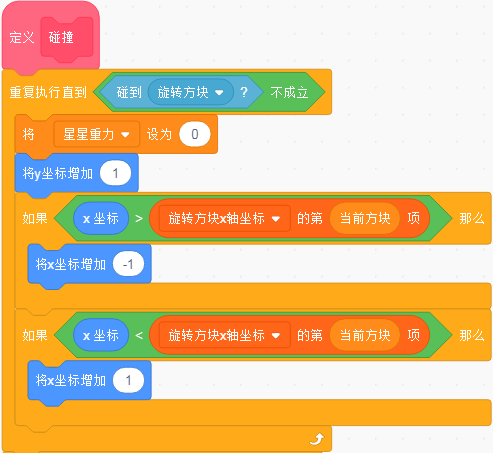 定义 碰撞
重复执行直到 碰到 旋转方块 ? 不成立
将 星星重力 设为 0
将y坐标增加 1
如果 x 坐标 > 旋转方块x轴坐标 的第 当前方块 项 那么
将x坐标增加 -1
如果 x 坐标 < 旋转方块x轴坐标 的第 当前方块 项 那么
将x坐标增加 1